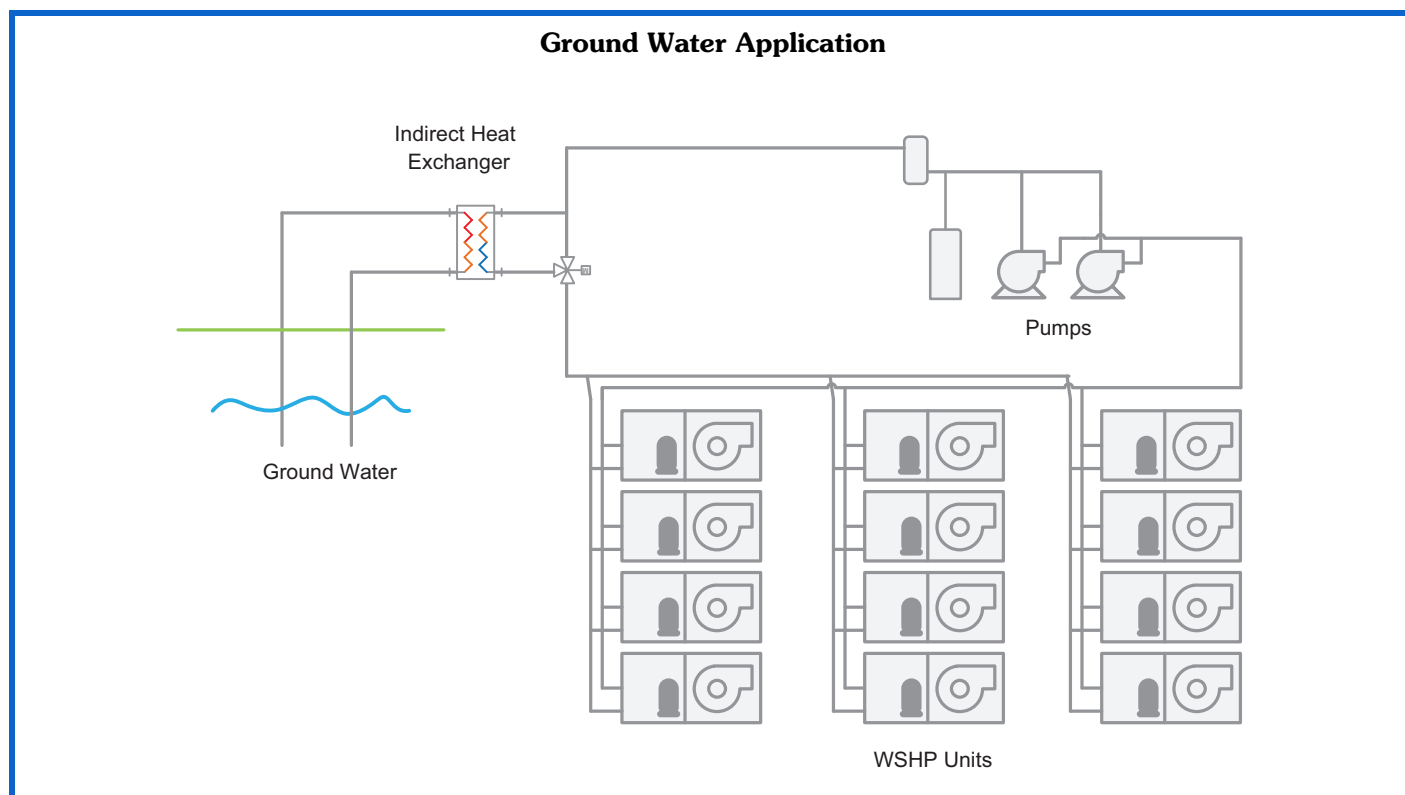 Ground Water Application
Indirect Heat
Exchanger
M
Pumps
Ground Water
WSHP Units